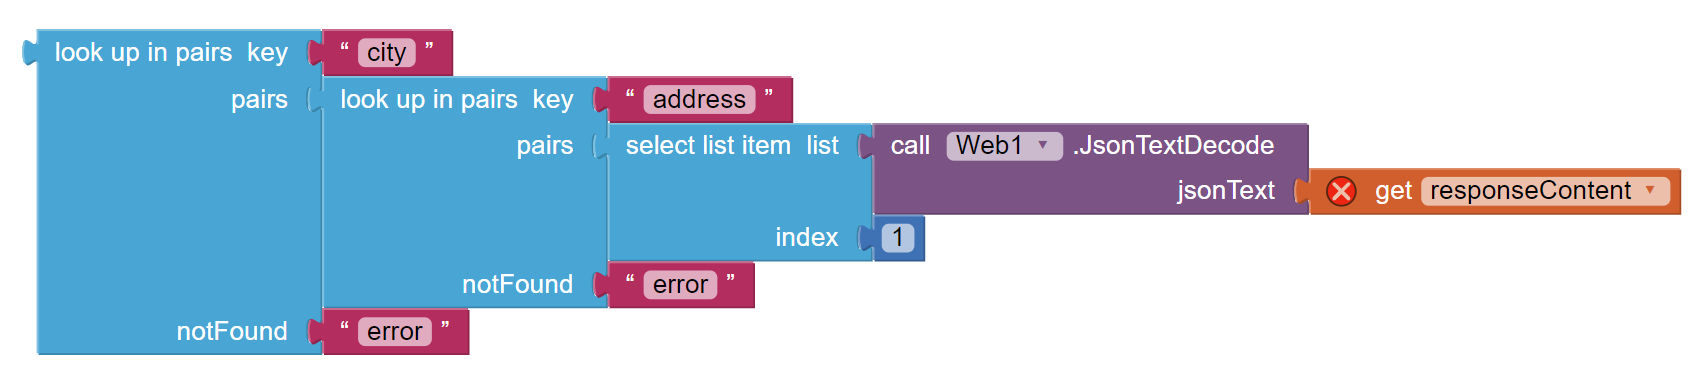 look up in pairs key “ city ”
pairs look up in pairs key “ address ”
pairs select list item list call Web1 .JsonTextDecode
jsonText get responseContent
index 1
notFound “ error ”
notFound “ error ”